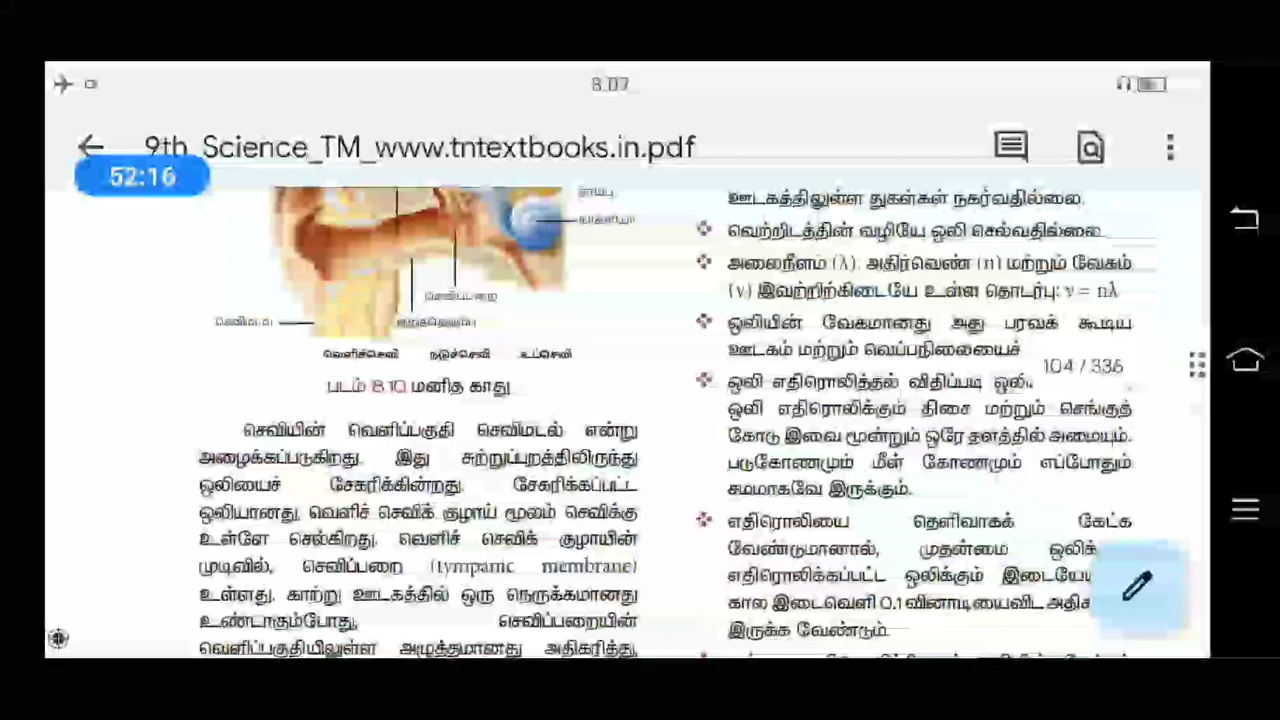 8.07
9th_Science_TM_www.tntextbooks.in.pdf
52:16
செவிப்பறை
செவிமடல்
வெளிச்செவி நடுச்செவி உட்செவி
படம் 8.10 மனித காது
செவியின் வெளிப்பகுதி செவிமடல் என்று
அழைக்கப்படுகிறது. இது சுற்றுப்புறத்திலிருந்து
ஒலியைச் சேகரிக்கின்றது. சேகரிக்கப்பட்ட
ஒலியானது, வெளிச் செவிக் குழாய் மூலம் செவிக்கு
உள்ளே செல்கிறது. வெளிச் செவிக் குழாயின்
முடிவில், செவிப்பறை (tympanic membrane)
உள்ளது. காற்று ஊடகத்தில் ஒரு நெருக்கமானது
உண்டாகும்போது, செவிப்பறையின்
வெளிப்பகுதியிலுள்ள அழுத்தமானது அதிகரித்து,
ஊடகத்திலுள்ள துகள்கள் நகர்வதில்லை.
வெற்றிடத்தின் வழியே ஒலி செல்வதில்லை.
அலைநீளம் (λ), அதிர்வெண் (n) மற்றும் வேகம்
(v) இவற்றிற்கிடையே உள்ள தொடர்பு: v = nλ
ஒலியின் வேகமானது அது பரவக் கூடிய
ஊடகம் மற்றும் வெப்பநிலையைச்
104 / 336
ஒலி எதிரொலித்தல் விதிப்படி
ஒலி எதிரொலிக்கும் திசை மற்றும் செங்குத்
கோடு இவை மூன்றும் ஒரே தளத்தில் அமையும்.
படுகோணமும் மீள் கோணமும் எப்போதும்
சமமாகவே இருக்கும்.
எதிரொலியை தெளிவாகக் கேட்க
வேண்டுமானால், முதன்மை
எதிரொலிக்கப்பட்ட ஒலிக்கும்
கால இடைவெளி 0.1 வினாடியைவிட
இருக்க வேண்டும்.